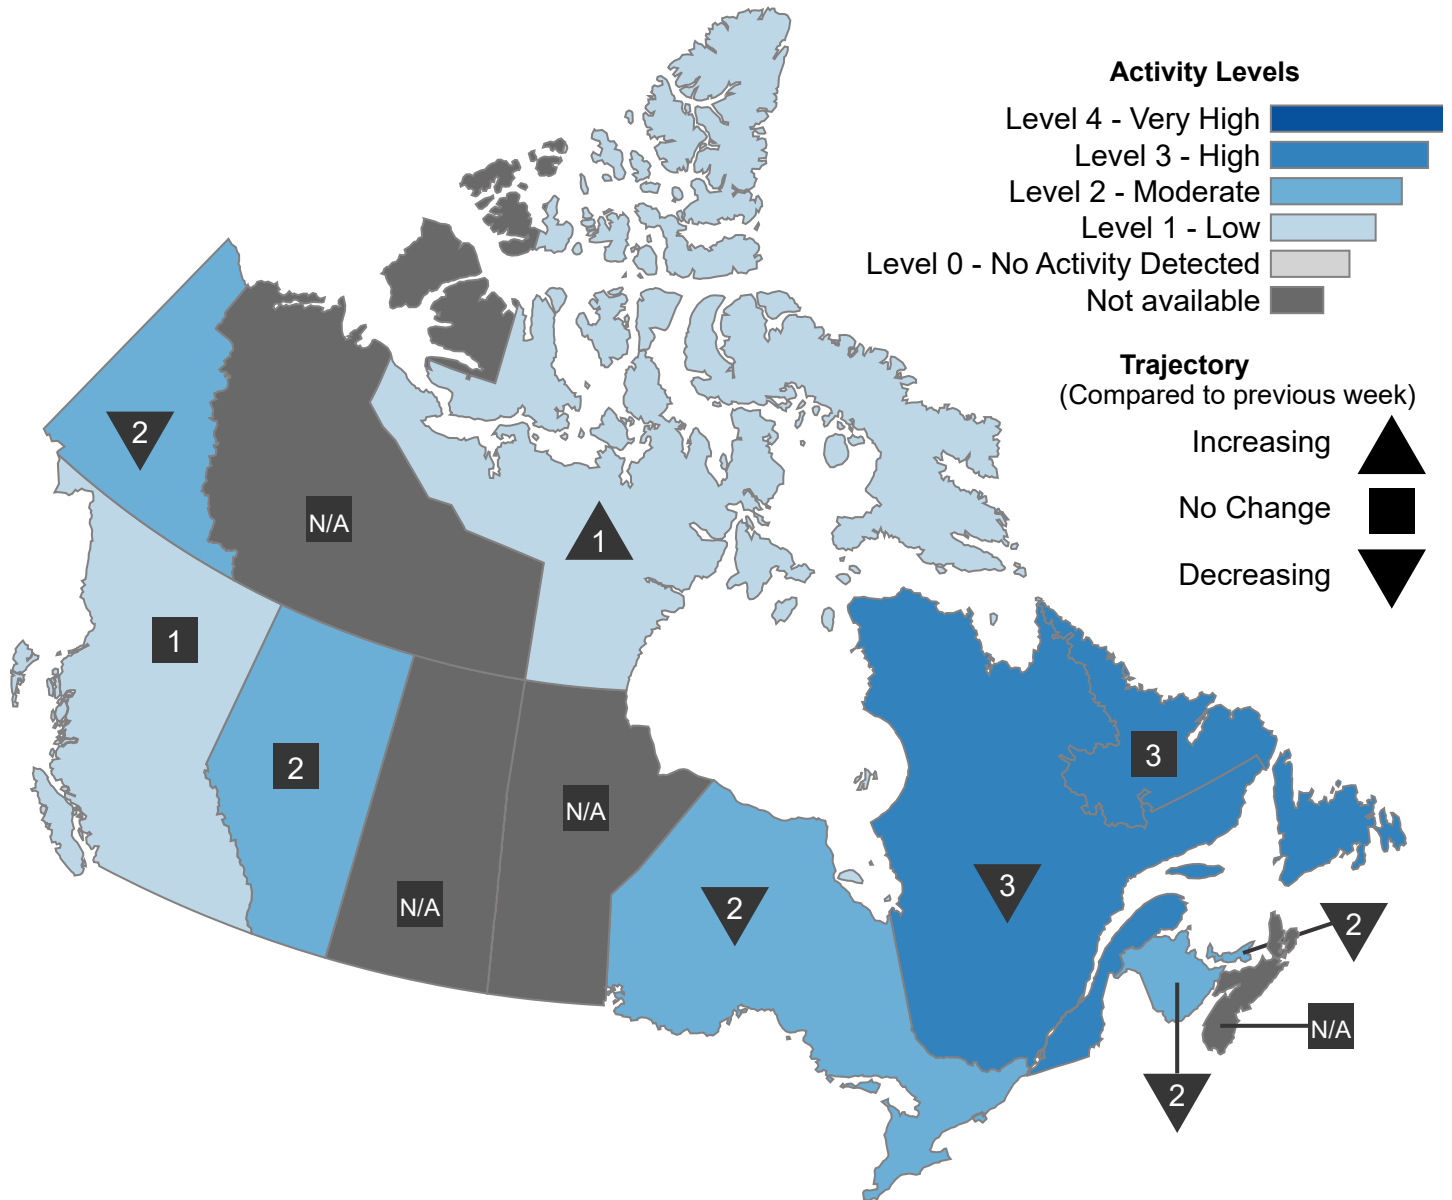 Activity Levels
Level 4 - Very High
Level 3 - High
Level 2 - Moderate
Level 1 - Low
Level 0 - No Activity Detected
Not available
Trajectory
(Compared to previous week)
Increasing
No Change
Decreasing
2
N/A
1
1
2
N/A
N/A
2
3
3
2
N/A
2